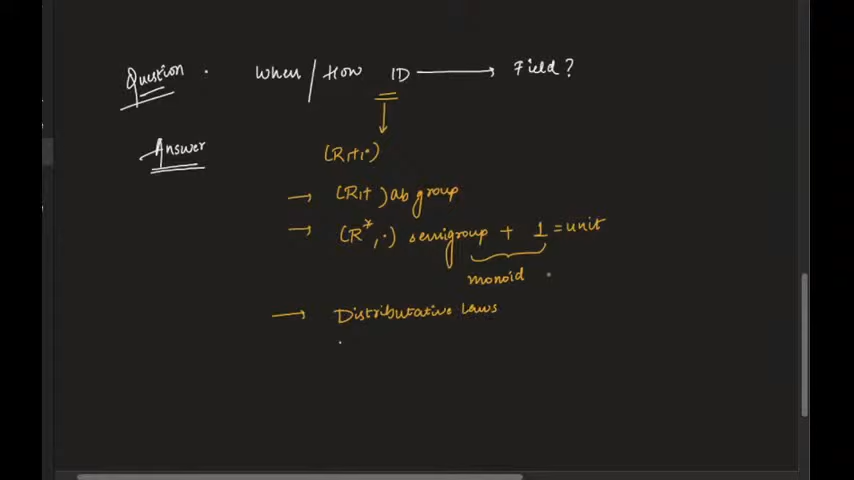 Question . When / How ID ⟶ Field ?
Answer
(R,+,·)
→ (R,+) ab group
→ (R*, ·) semigroup + 1 = unit
monoid
→ Distributative laws